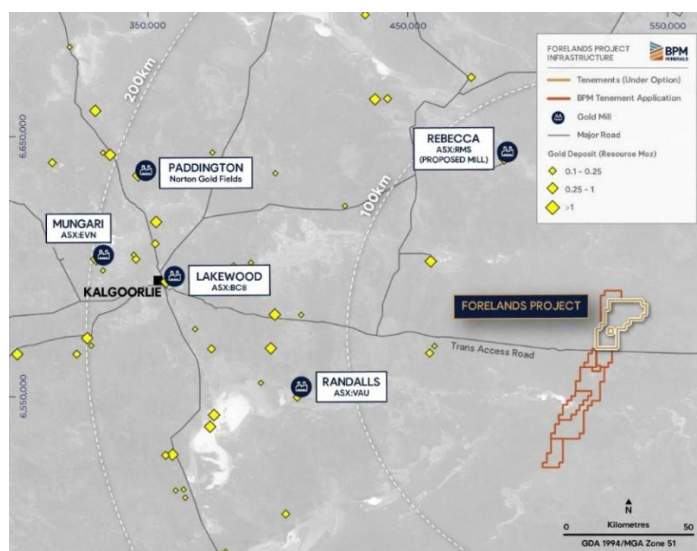 350,000
450,000
550,000
6,650,000
6,550,000
200km
100km
PADDINGTON
Norton Gold Fields
REBECCA
ASX:RMS
(PROPOSED MILL)
MUNGARI
ASX:EVN
LAKEWOOD
ASX:BC8
KALGOORLIE
FORELANDS PROJECT
Trans Access Road
RANDALLS
ASX:VAU
FORELANDS PROJECT
INFRASTRUCTURE
BPM
MINERALS
Tenements (Under Option)
BPM Tenement Application
Gold Mill
Major Road
Gold Deposit (Resource Moz)
0.1 - 0.25
0.25 - 1
>1
N
0 50
Kilometres
GDA 1994/MGA Zone 51